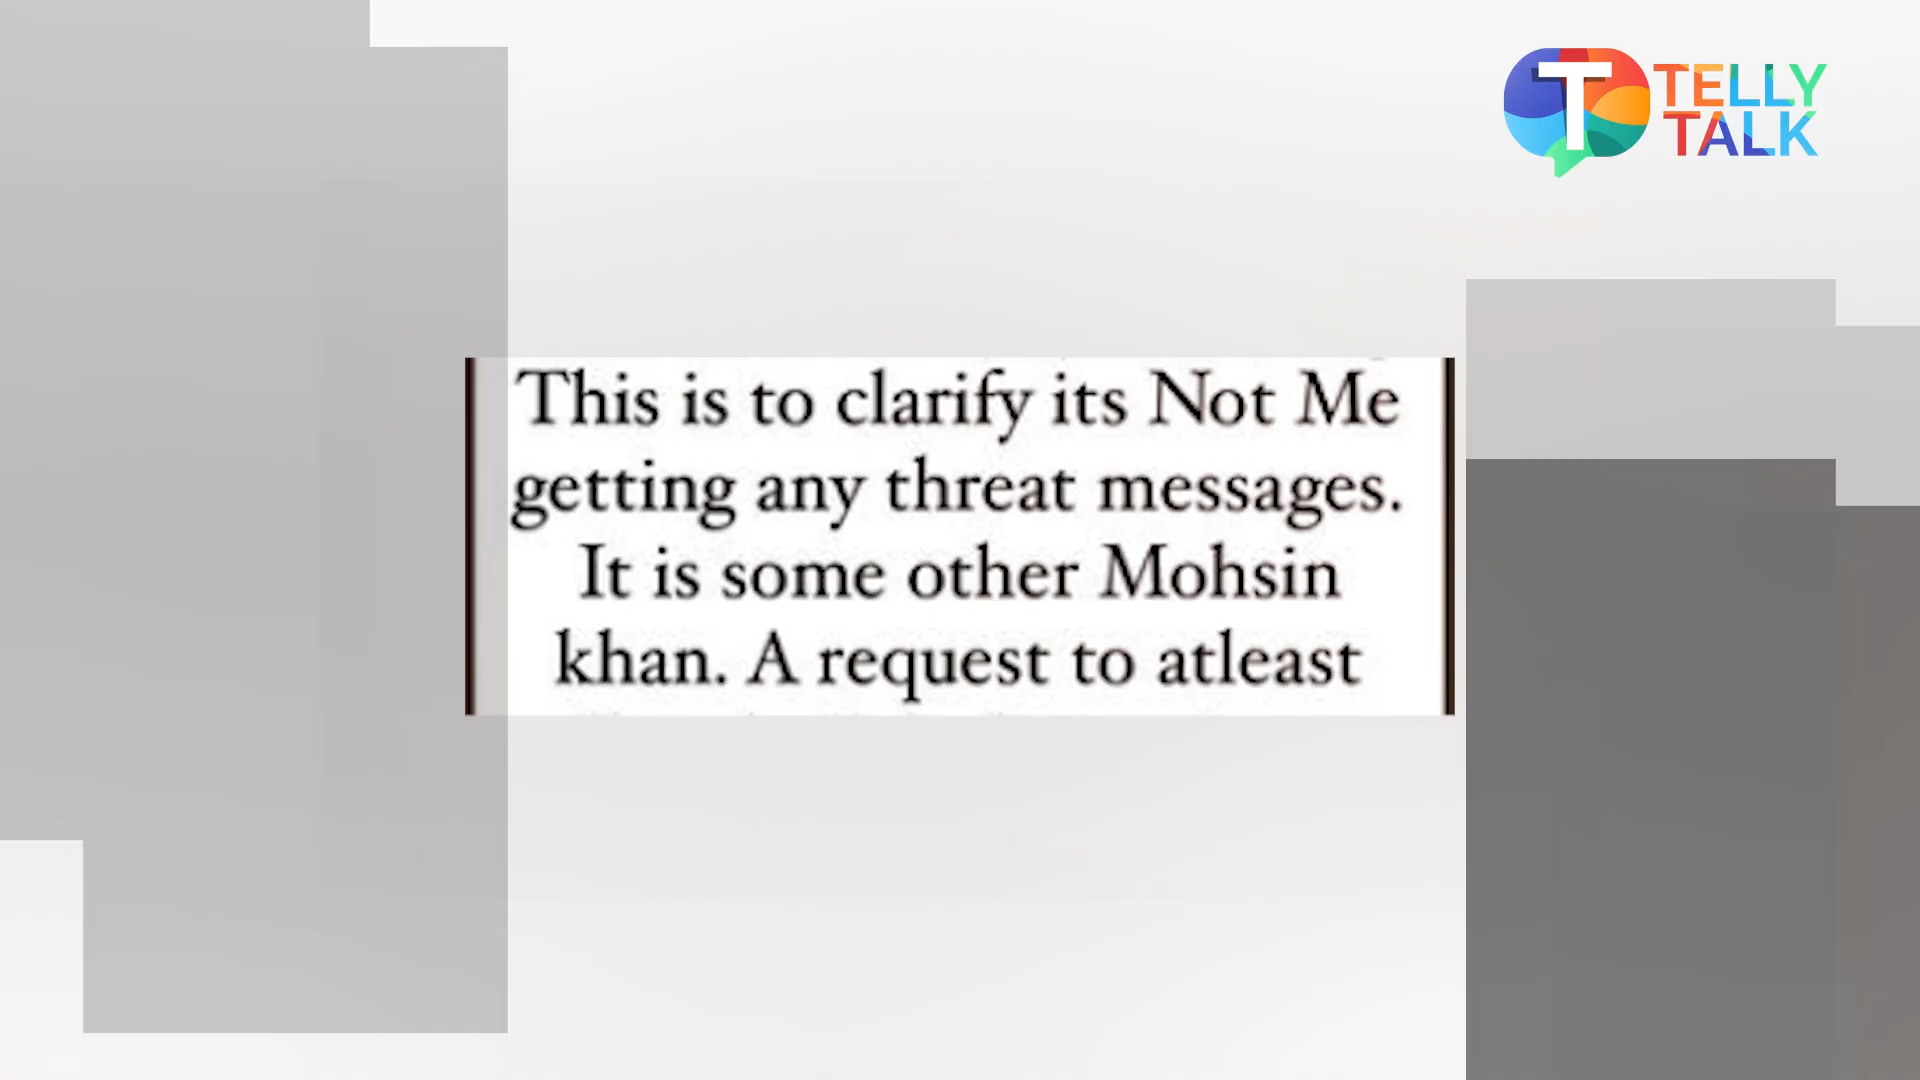 T
TELLY
TALK
This is to clarify its Not Me
getting any threat messages.
It is some other Mohsin
khan. A request to atleast